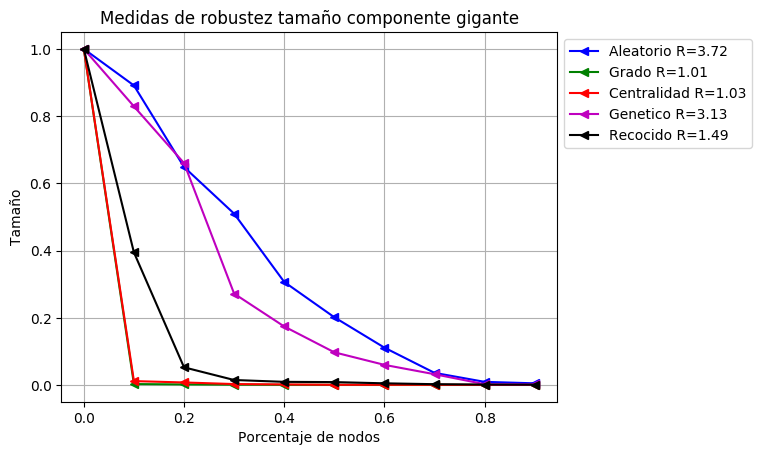 Medidas de robustez tamaño componente gigante
Aleatorio R=3.72
Grado R=1.01
Centralidad R=1.03
Genetico R=3.13
Recocido R=1.49
Tamaño
1.0
0.8
0.6
0.4
0.2
0.0
0.0 0.2 0.4 0.6 0.8
Porcentaje de nodos